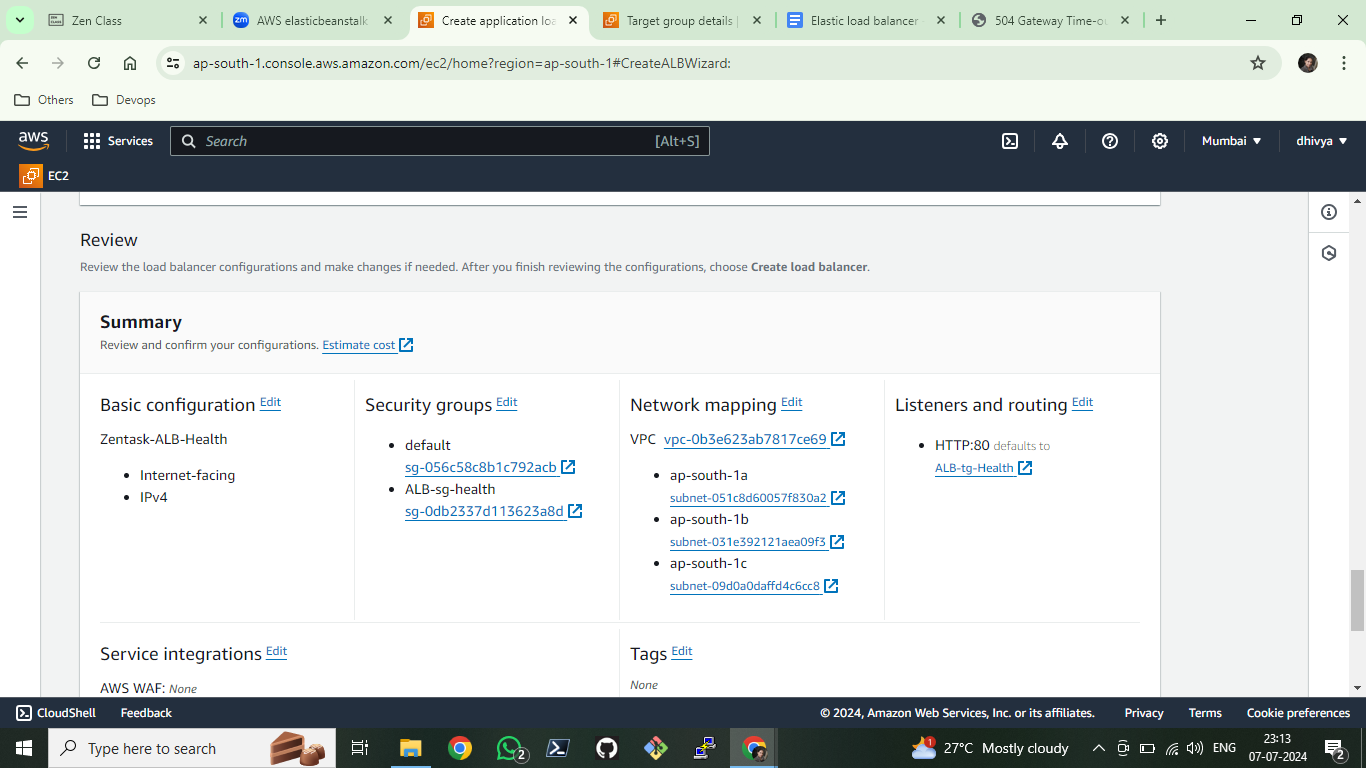 Zen Class
AWS elasticbeanstalk
Create application loa
Target group details |
Elastic load balancer
504 Gateway Time-ou
ap-south-1.console.aws.amazon.com/ec2/home?region=ap-south-1#CreateALBWizard:
Others
Devops
aws
Services
Search
[Alt+S]
Mumbai
dhivya
EC2
Review
Review the load balancer configurations and make changes if needed. After you finish reviewing the configurations, choose Create load balancer.
Summary
Review and confirm your configurations. Estimate cost
Basic configuration Edit
Zentask-ALB-Health
• Internet-facing
• IPv4
Security groups Edit
• default
sg-056c58c8b1c792acb
• ALB-sg-health
sg-0db2337d113623a8d
Network mapping Edit
VPC vpc-0b3e623ab7817ce69
• ap-south-1a
subnet-051c8d60057f830a2
• ap-south-1b
subnet-031e392121aea09f3
• ap-south-1c
subnet-09d0a0daffd4c6cc8
Listeners and routing Edit
• HTTP:80 defaults to
ALB-tg-Health
Service integrations Edit
AWS WAF: None
Tags Edit
None
CloudShell
Feedback
© 2024, Amazon Web Services, Inc. or its affiliates.
Privacy
Terms
Cookie preferences
Type here to search
2
1
27°C Mostly cloudy
ENG
23:13
07-07-2024
2